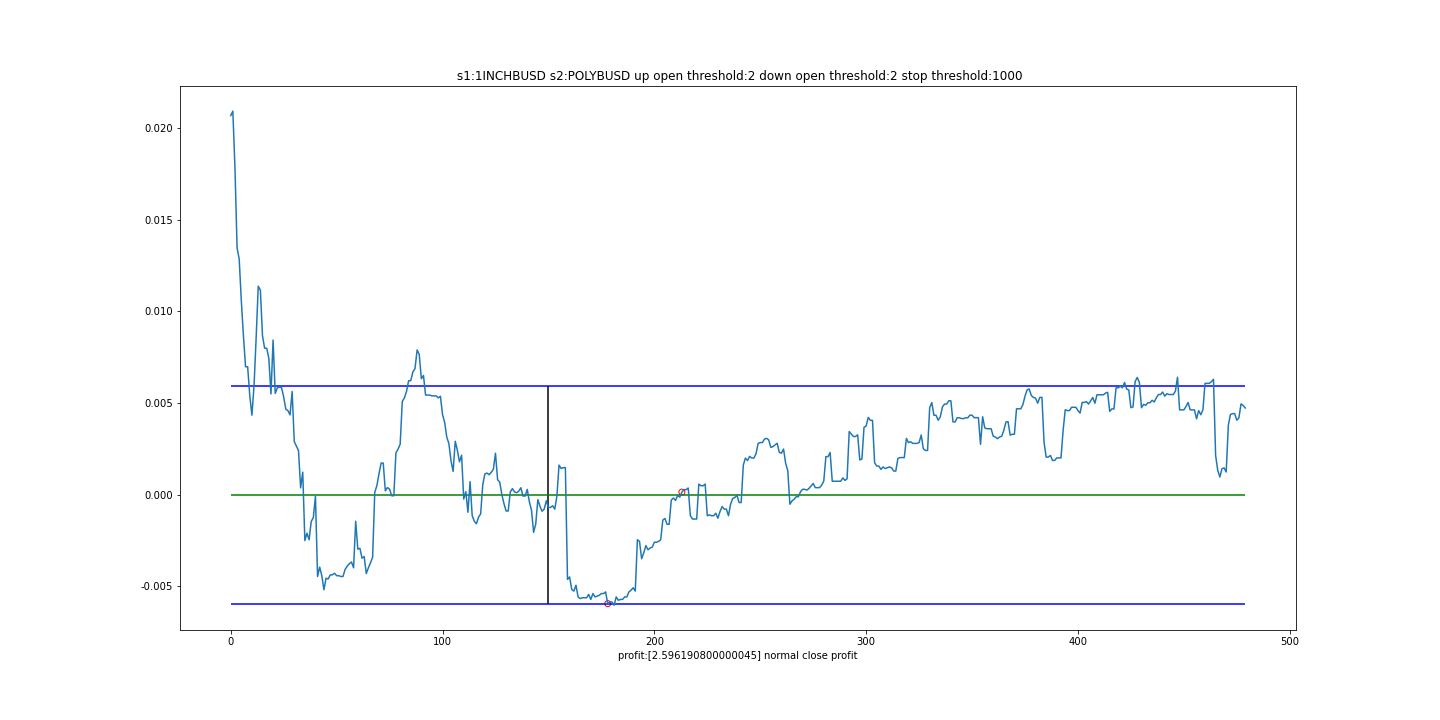 s1:1INCHBUSD s2:POLYBUSD up open threshold:2 down open threshold:2 stop threshold:1000
0.020
0.015
0.010
0.005
0.000
-0.005
0 100 200 300 400 500
profit:[2.596190800000045] normal close profit